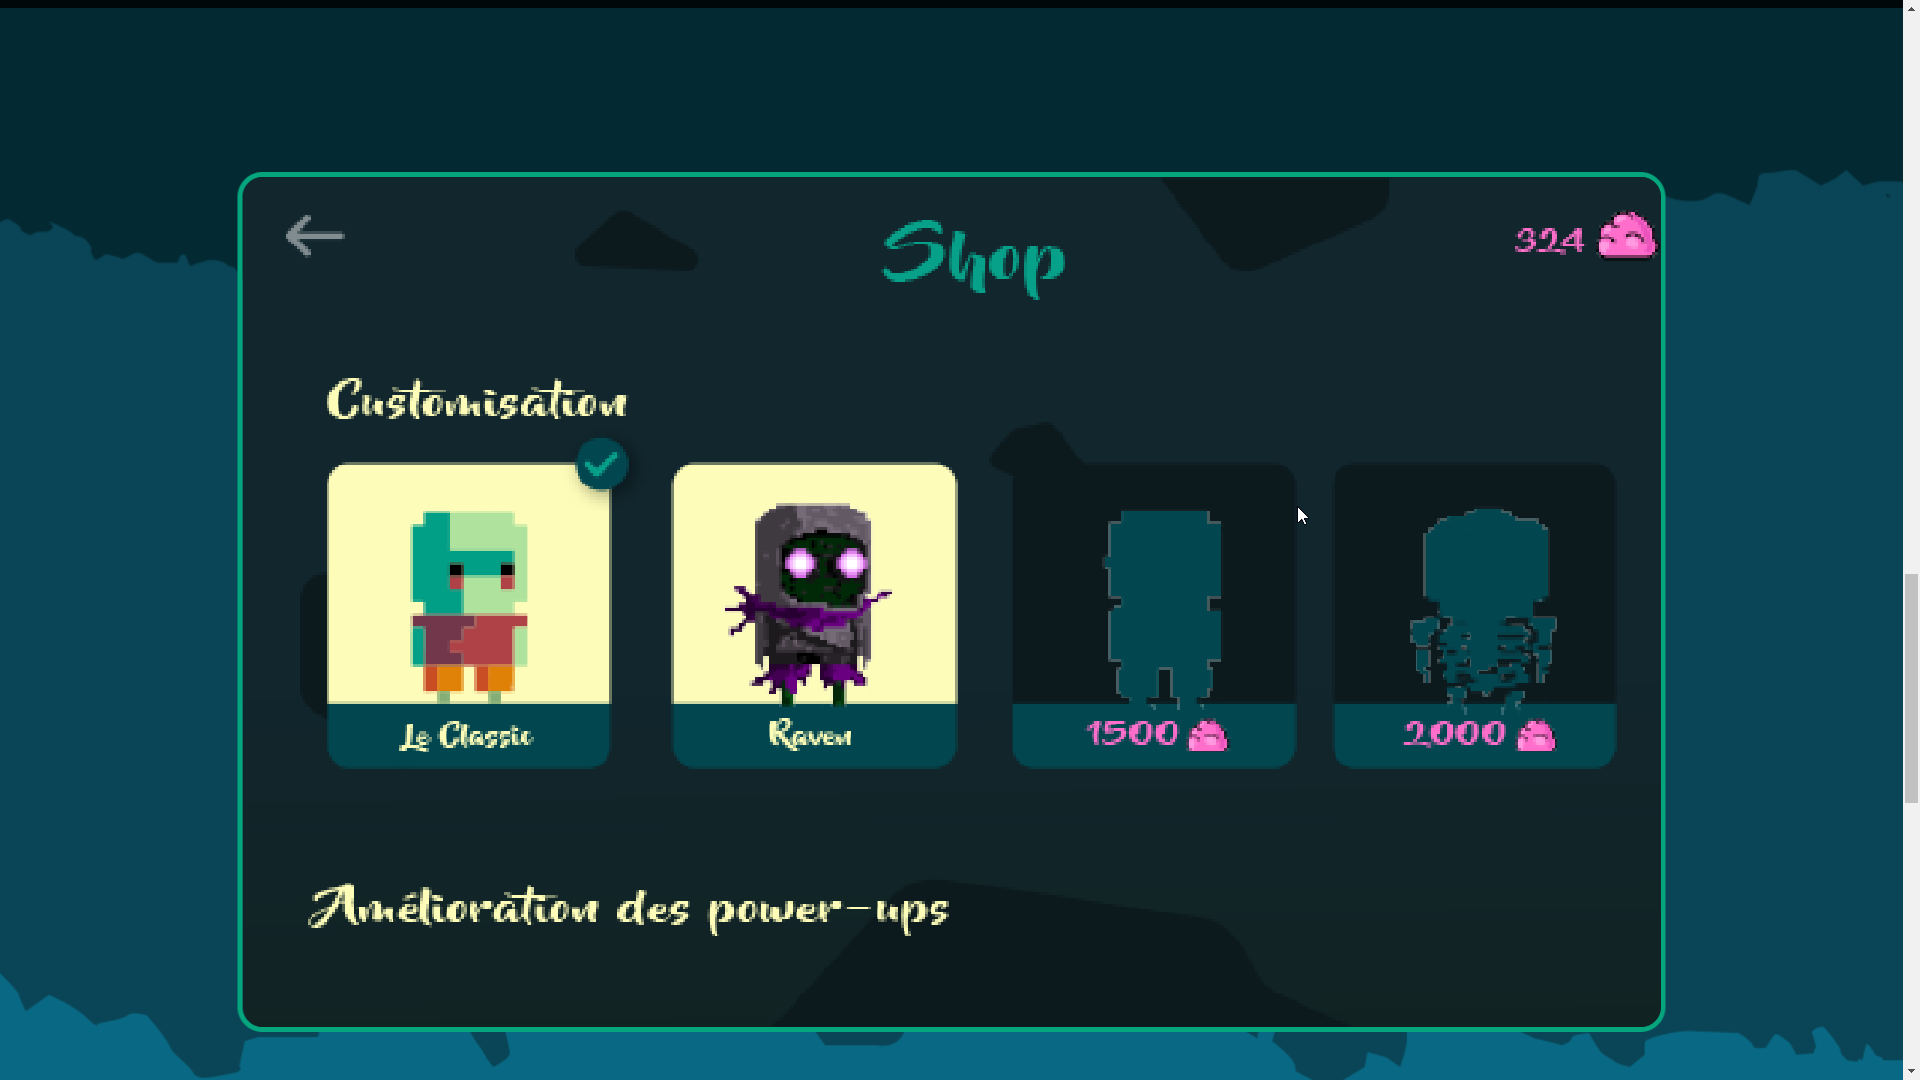 Shop
324
Customisation
Le Classic
Raven
1500
2000
Amélioration des power-ups